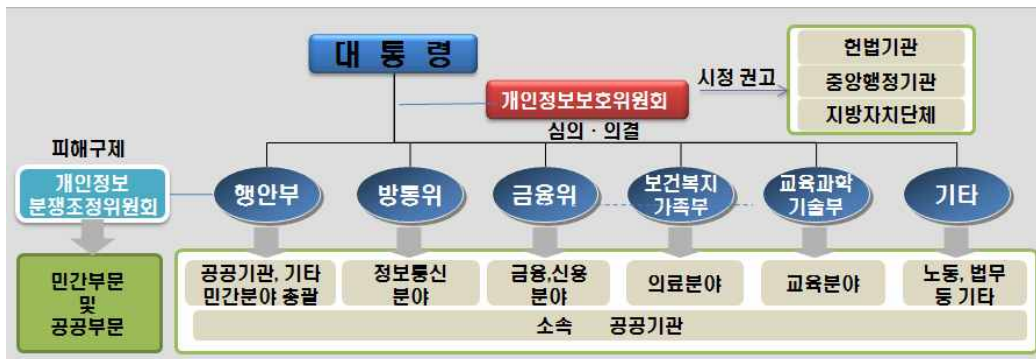 대 통 령
개인정보보호위원회
심의 · 의결
시정 권고
헌법기관
중앙행정기관
지방자치단체
피해구제
개인정보
분쟁조정위원회
행안부
방통위
금융위
보건복지
가족부
교육과학
기술부
기타
민간부문
및
공공부문
공공기관, 기타
민간분야 총괄
정보통신
분야
금융,신용
분야
의료분야
교육분야
노동, 법무
등 기타
소속 공공기관